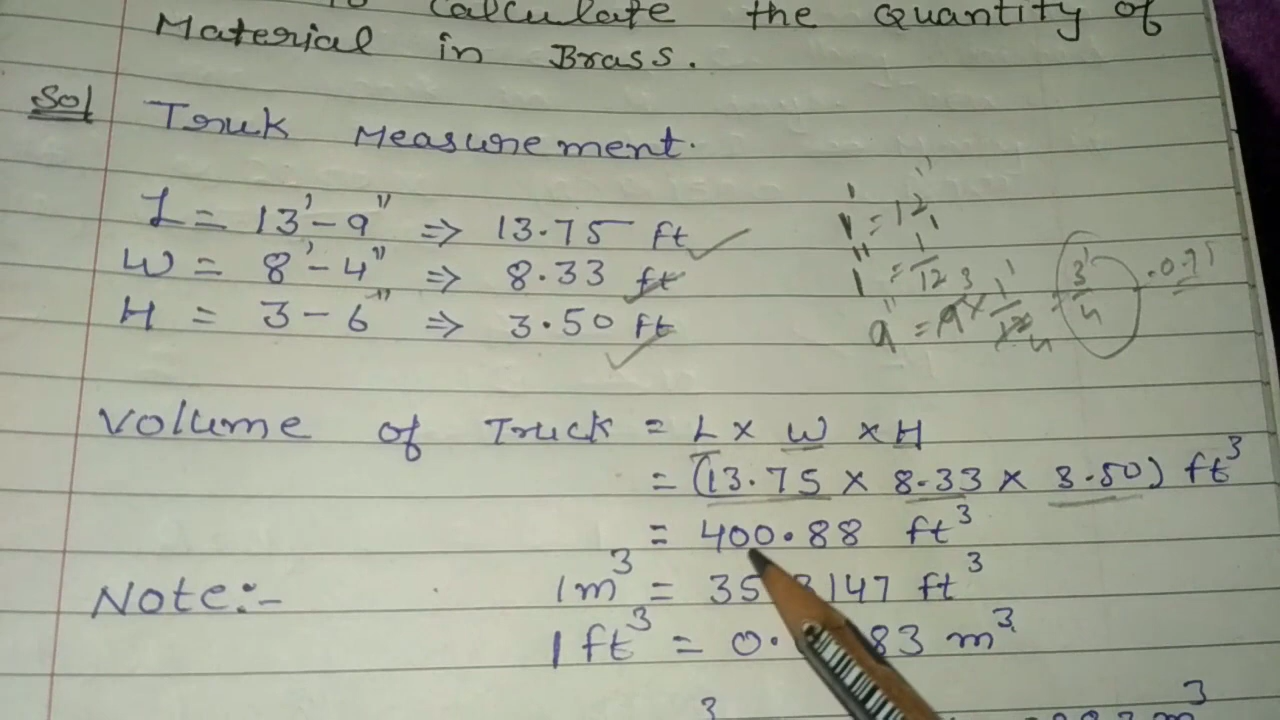 Calculate the Quantity of
Material in Brass.
Sol Truk Measurement.
L = 13'-9" ⇒ 13.75 ft
W = 8'-4" ⇒ 8.33 ft
H = 3-6" ⇒ 3.50 ft
1' = 12"
Volume of Truck = L × W × H
= (13.75 × 8.33 × 3.50) ft³
= 400.88 ft³
Note:- 1m³ = 35 147 ft³
1ft³ = 0. 83 m³